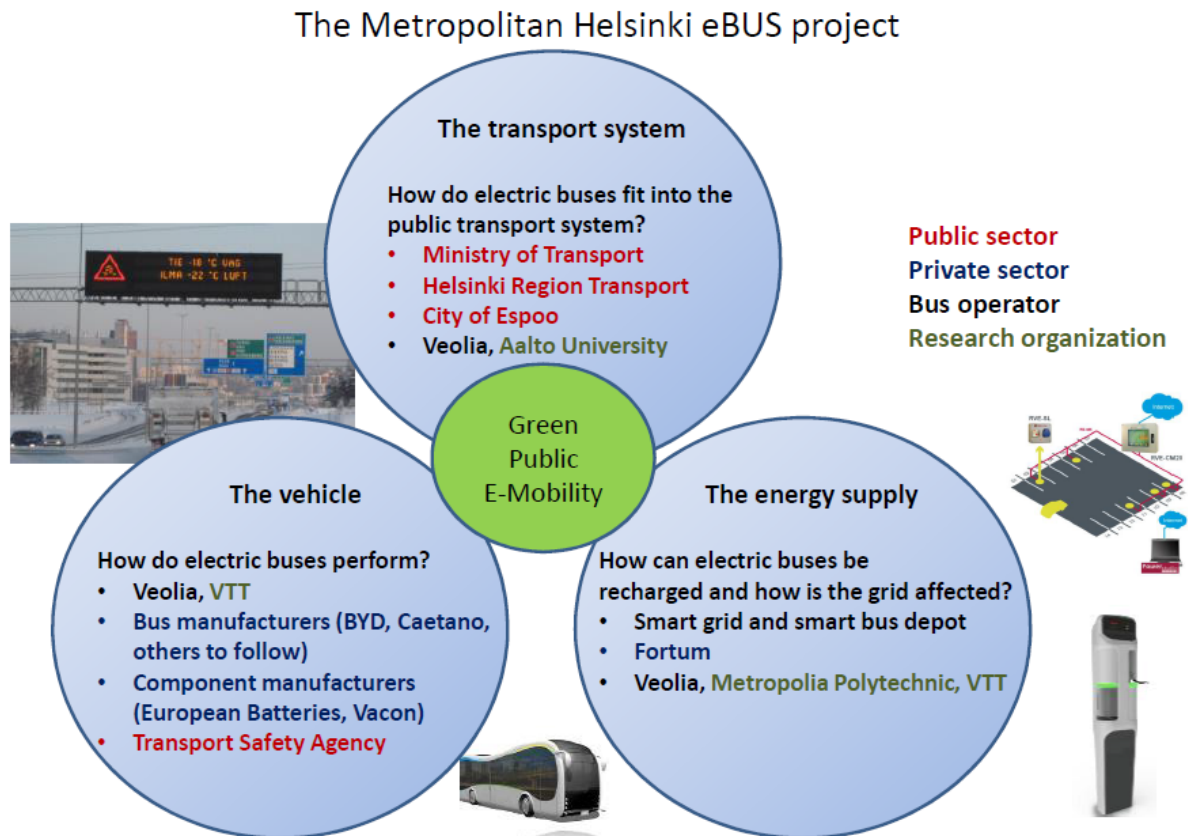 The Metropolitan Helsinki eBUS project
The transport system
How do electric buses fit into the
public transport system?
• Ministry of Transport
• Helsinki Region Transport
• City of Espoo
• Veolia, Aalto University
TIE -18 °C VÄG
ILMA -22 °C LUFT
Public sector
Private sector
Bus operator
Research organization
Green
Public
E-Mobility
The vehicle
How do electric buses perform?
• Veolia, VTT
• Bus manufacturers (BYD, Caetano,
others to follow)
• Component manufacturers
(European Batteries, Vacon)
• Transport Safety Agency
The energy supply
How can electric buses be
recharged and how is the grid affected?
• Smart grid and smart bus depot
• Fortum
• Veolia, Metropolia Polytechnic, VTT
Internet
RVE-SL
Internet